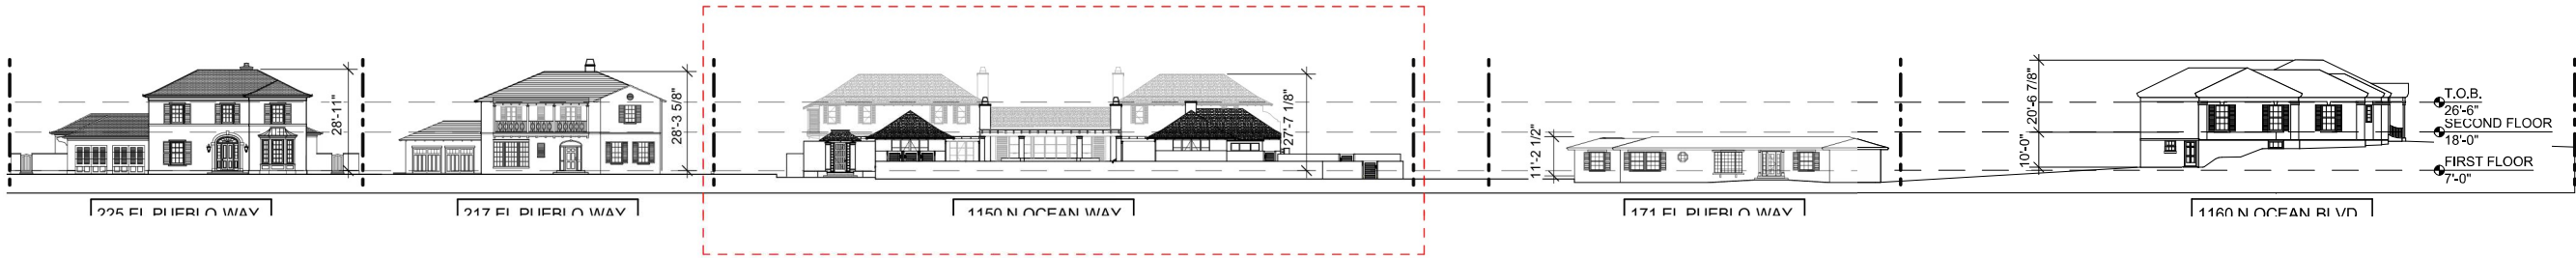 28'-11"
28'-3 5/8"
27'-7 1/8"
11'-2 1/2"
20'-6 7/8"
10'-0"
T.O.B.
26'-6"
SECOND FLOOR
18'-0"
FIRST FLOOR
7'-0"
225 EL PUEBLO WAY
217 EL PUEBLO WAY
1150 N OCEAN WAY
171 EL PUEBLO WAY
1160 N OCEAN BLVD